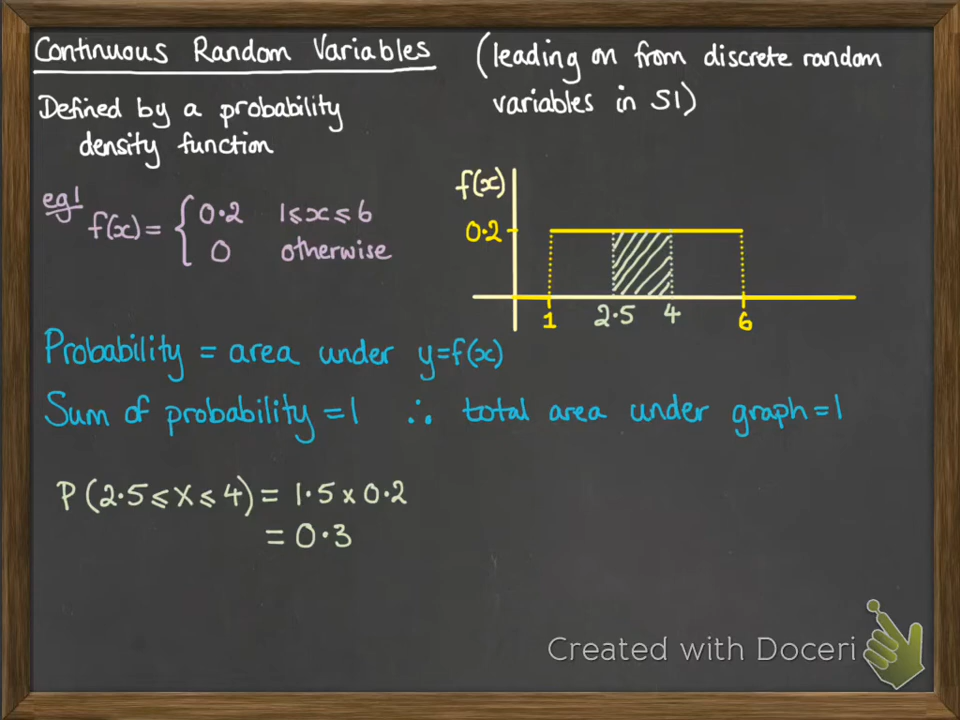 Continuous Random Variables
(leading on from discrete random
variables in S1)
Defined by a probability
density function
eg1
f(x) = { 0.2 1≤x≤6
0 otherwise
f(x)
0.2
1 2.5 4 6
Probability = area under y=f(x)
Sum of probability = 1 ∴ total area under graph = 1
P(2.5≤X≤4) = 1.5 x 0.2
= 0.3
Created with Doceri